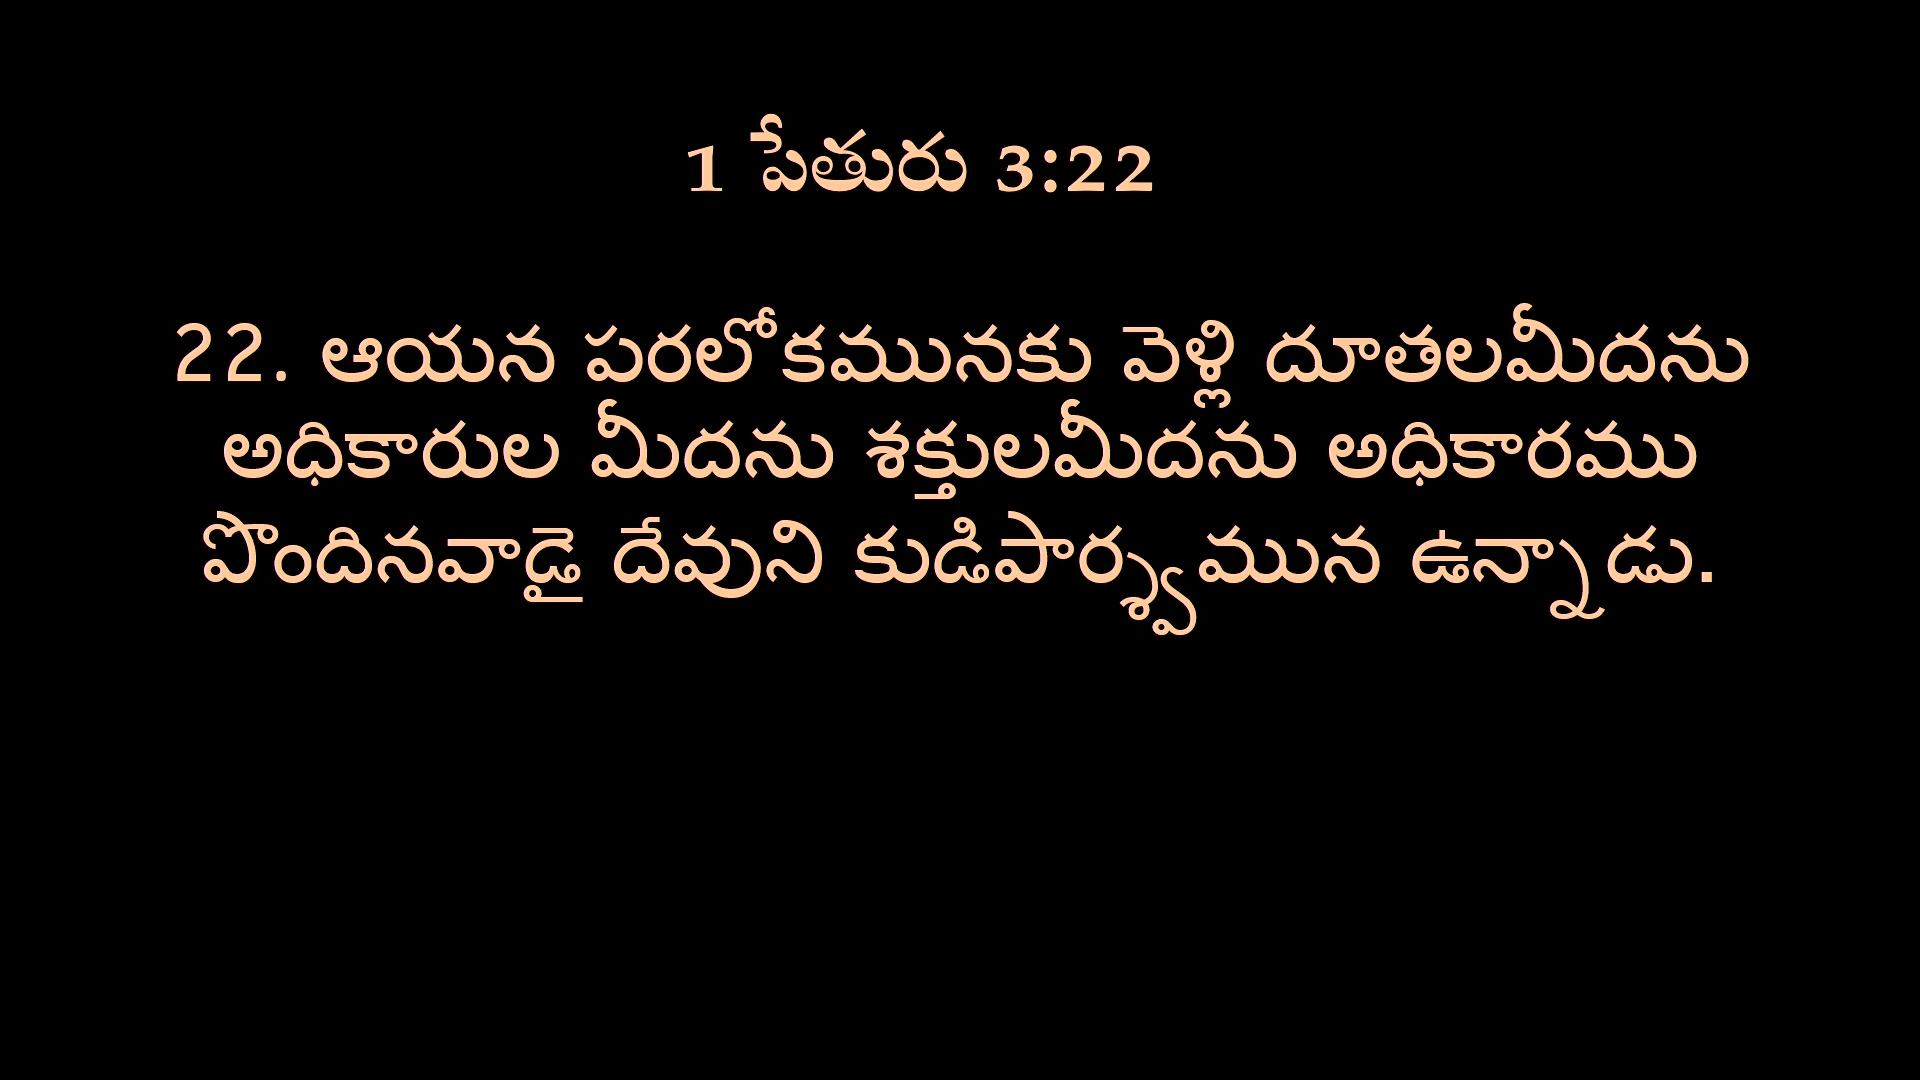 1 పేతురు 3:22
22. ఆయన పరలోకమునకు వెళ్లి దూతలమీదను
అధికారుల మీదను శక్తులమీదను అధికారము
పొందినవాడై దేవుని కుడిపార్శ్వమున ఉన్నాడు.